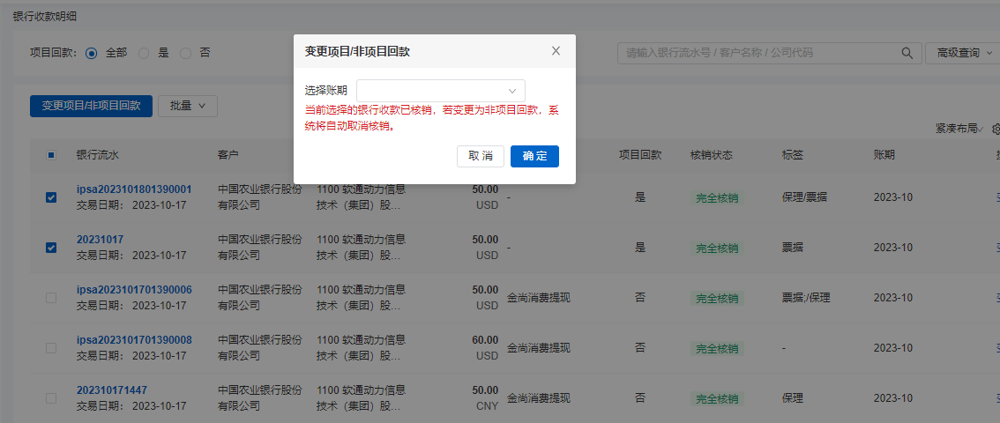 银行收款明细
项目回款: 全部 是 否
请输入银行流水号 / 客户名称 / 公司代码
高级查询
变更项目/非项目回款 批量
紧凑布局
变更项目/非项目回款
选择账期
当前选择的银行收款已核销，若变更为非项目回款，系
统将自动取消核销。
取 消 确 定
银行流水 客户 项目回款 核销状态 标签 账期
ipsa2023101801390001 中国农业银行股份 1100 软通动力信息 50.00 - 是 完全核销 保理/票据 2023-10
交易日期： 2023-10-17 有限公司 技术（集团）股... USD
20231017 中国农业银行股份 1100 软通动力信息 50.00 - 是 完全核销 票据 2023-10
交易日期： 2023-10-17 有限公司 技术（集团）股... USD
ipsa2023101701390006 中国农业银行股份 1100 软通动力信息 50.00 金尚消费提现 否 完全核销 票据;/保理 2023-10
交易日期： 2023-10-17 有限公司 技术（集团）股... USD
ipsa2023101701390008 中国农业银行股份 1100 软通动力信息 60.00 金尚消费提现 否 完全核销 - 2023-10
交易日期： 2023-10-17 有限公司 技术（集团）股... USD
202310171447 中国农业银行股份 1100 软通动力信息 50.00 金尚消费提现 否 完全核销 保理 2023-10
交易日期： 2023-10-17 有限公司 技术（集团）股... CNY